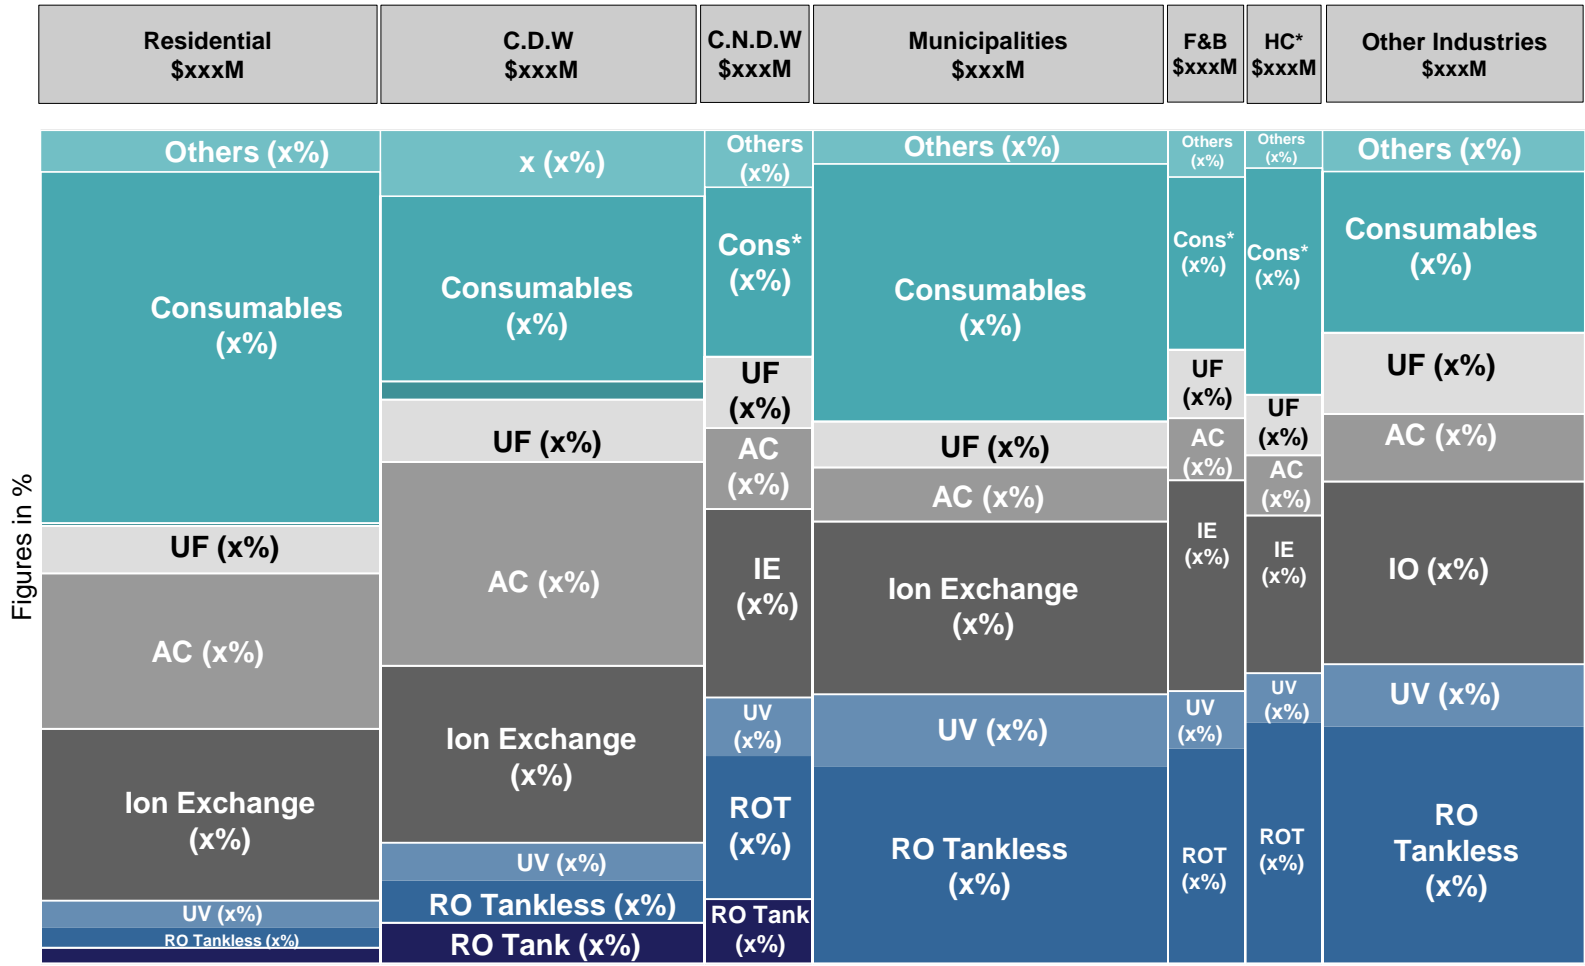 Residential
$xxxM
C.D.W
$xxxM
C.N.D.W
$xxxM
Municipalities
$xxxM
F&B
$xxxM
HC*
$xxxM
Other Industries
$xxxM
Figures in %
Others (x%)
Consumables
(x%)
UF (x%)
AC (x%)
Ion Exchange
(x%)
UV (x%)
RO Tankless (x%)
x (x%)
Consumables
(x%)
UF (x%)
AC (x%)
Ion Exchange
(x%)
UV (x%)
RO Tankless (x%)
RO Tank (x%)
Others
(x%)
Cons*
(x%)
UF
(x%)
AC
(x%)
IE
(x%)
UV
(x%)
ROT
(x%)
RO Tank
(x%)
Others (x%)
Consumables
(x%)
UF (x%)
AC (x%)
Ion Exchange
(x%)
UV (x%)
RO Tankless
(x%)
Others
(x%)
Cons*
(x%)
UF
(x%)
AC
(x%)
IE
(x%)
UV
(x%)
ROT
(x%)
Others
(x%)
Cons*
(x%)
UF
(x%)
AC
(x%)
IE
(x%)
UV
(x%)
ROT
(x%)
Others (x%)
Consumables
(x%)
UF (x%)
AC (x%)
IO (x%)
UV (x%)
RO
Tankless
(x%)